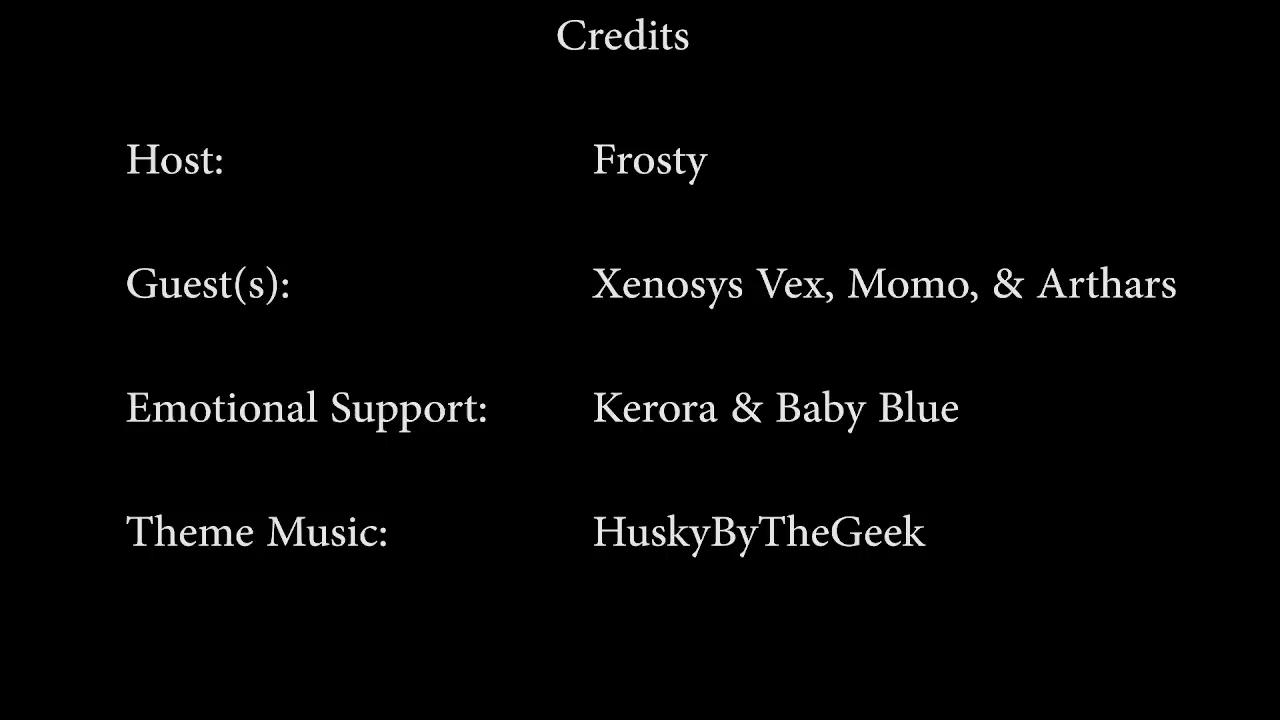 Credits
Host: Frosty
Guest(s): Xenosys Vex, Momo, & Arthars
Emotional Support: Kerora & Baby Blue
Theme Music: HuskyByTheGeek